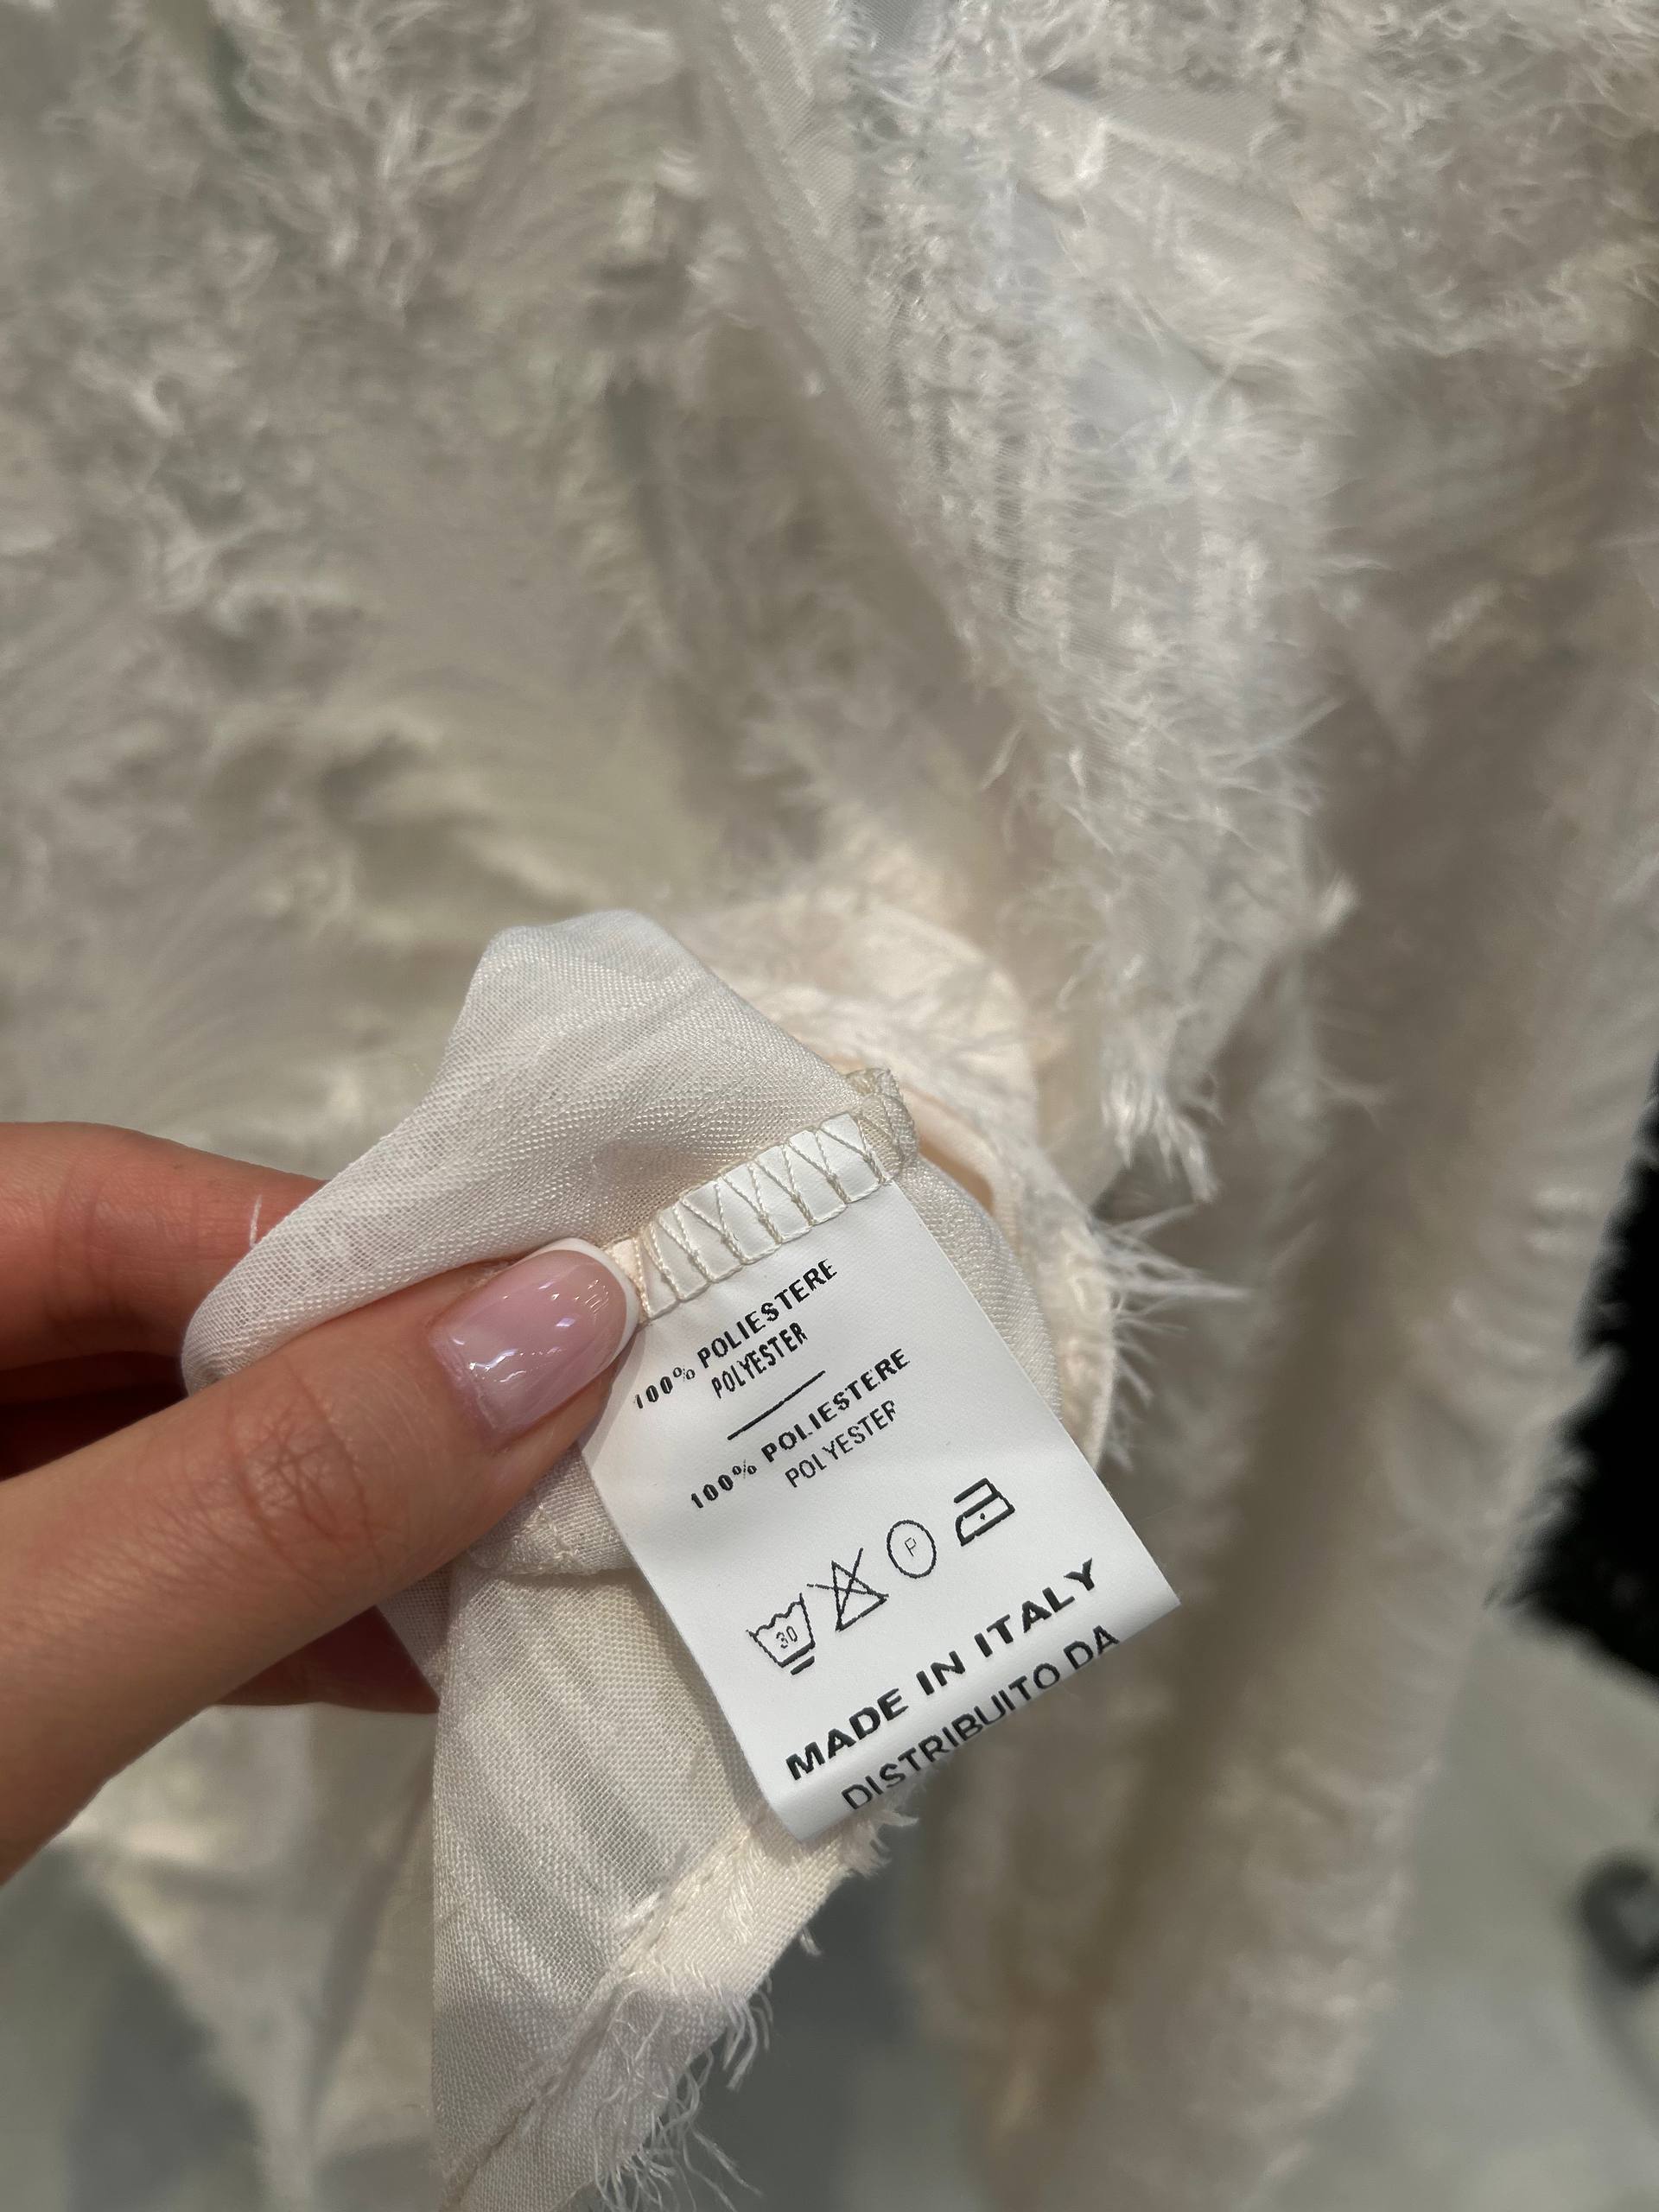 100% POLIESTERE
POLYESTER
100% POLIESTERE
POLYESTER
30
P
MADE IN ITALY
DISTRIBUITO DA